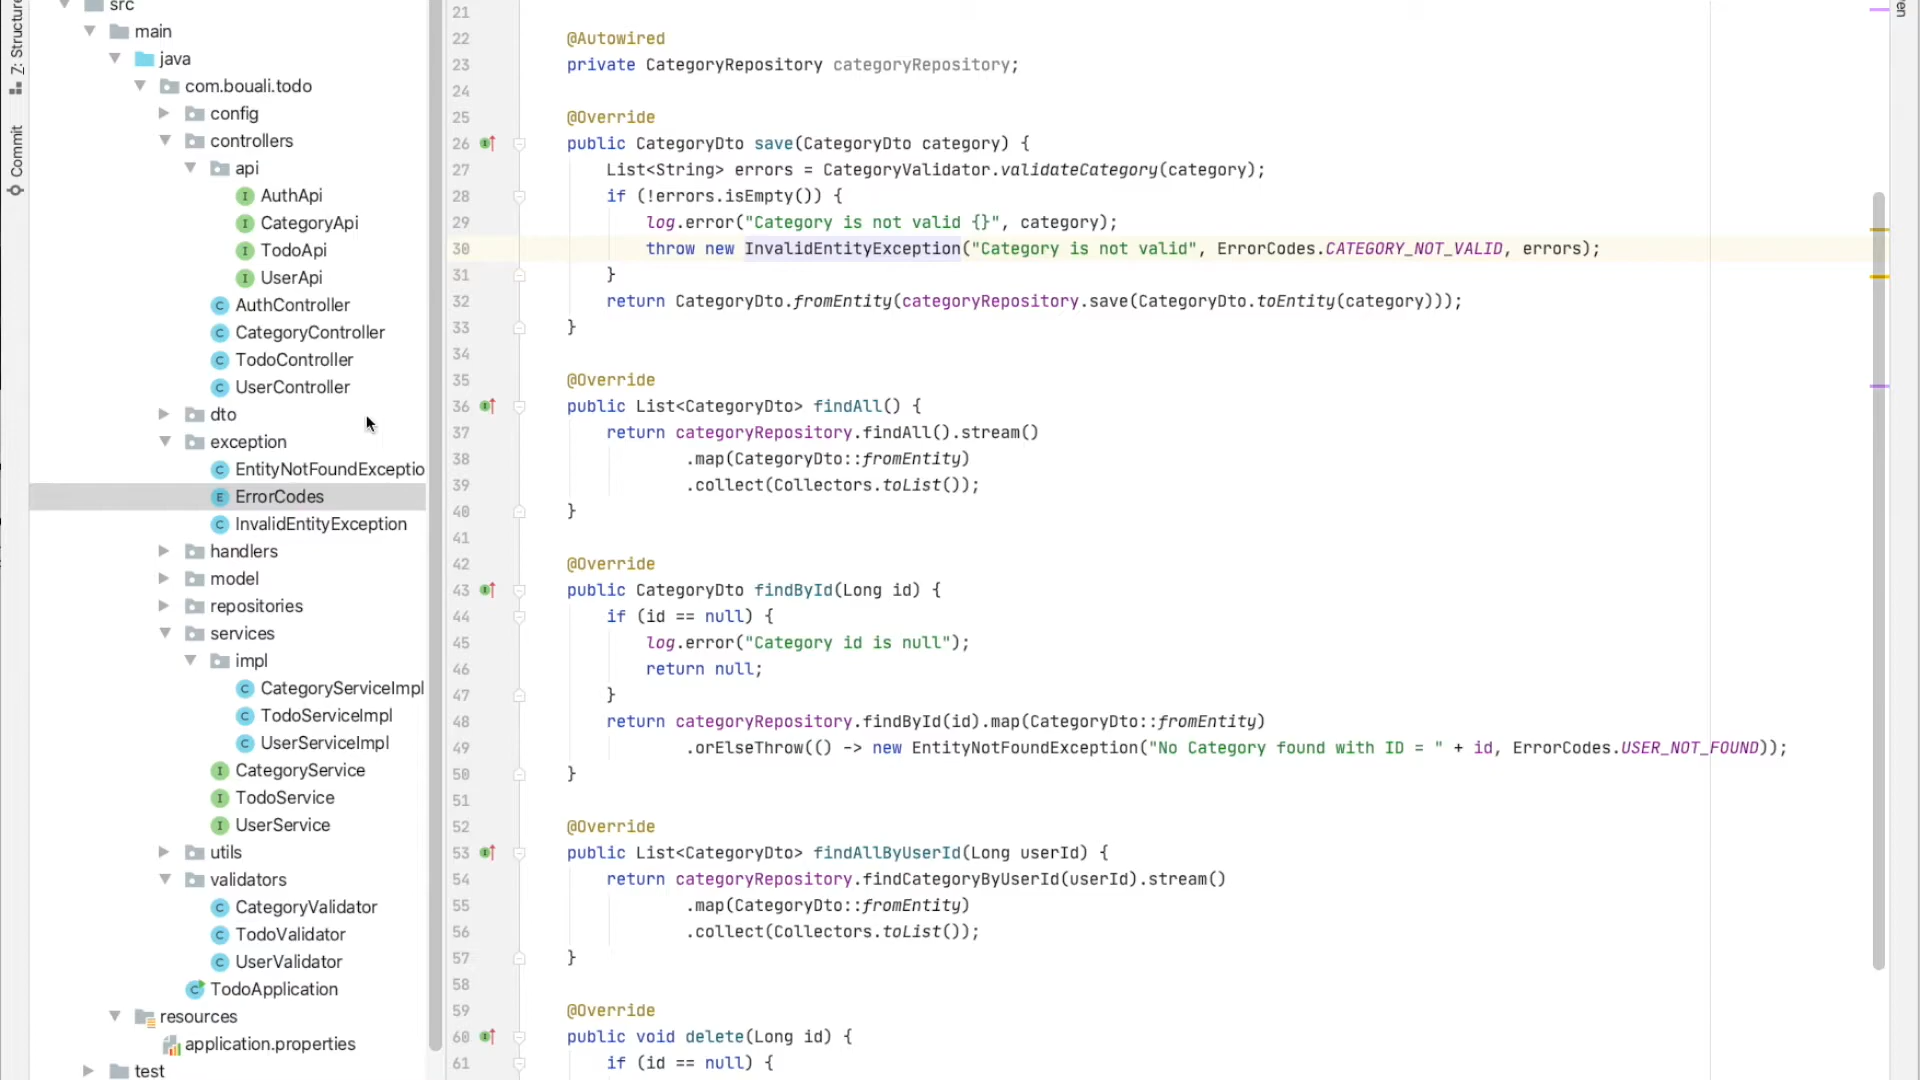 Z: Structure
Commit
src
main
java
com.bouali.todo
config
controllers
api
AuthApi
CategoryApi
TodoApi
UserApi
AuthController
CategoryController
TodoController
UserController
dto
exception
EntityNotFoundExceptio
ErrorCodes
InvalidEntityException
handlers
model
repositories
services
impl
CategoryServiceImpl
TodoServiceImpl
UserServiceImpl
CategoryService
TodoService
UserService
utils
validators
CategoryValidator
TodoValidator
UserValidator
TodoApplication
resources
application.properties
test
21
22 @Autowired
23 private CategoryRepository categoryRepository;
24
25 @Override
26 public CategoryDto save(CategoryDto category) {
27 List<String> errors = CategoryValidator.validateCategory(category);
28 if (!errors.isEmpty()) {
29 log.error("Category is not valid {}", category);
30 throw new InvalidEntityException("Category is not valid", ErrorCodes.CATEGORY_NOT_VALID, errors);
31 }
32 return CategoryDto.fromEntity(categoryRepository.save(CategoryDto.toEntity(category)));
33 }
34
35 @Override
36 public List<CategoryDto> findAll() {
37 return categoryRepository.findAll().stream()
38 .map(CategoryDto::fromEntity)
39 .collect(Collectors.toList());
40 }
41
42 @Override
43 public CategoryDto findById(Long id) {
44 if (id == null) {
45 log.error("Category id is null");
46 return null;
47 }
48 return categoryRepository.findById(id).map(CategoryDto::fromEntity)
49 .orElseThrow(() -> new EntityNotFoundException("No Category found with ID = " + id, ErrorCodes.USER_NOT_FOUND));
50 }
51
52 @Override
53 public List<CategoryDto> findAllByUserId(Long userId) {
54 return categoryRepository.findCategoryByUserId(userId).stream()
55 .map(CategoryDto::fromEntity)
56 .collect(Collectors.toList());
57 }
58
59 @Override
60 public void delete(Long id) {
61 if (id == null) {